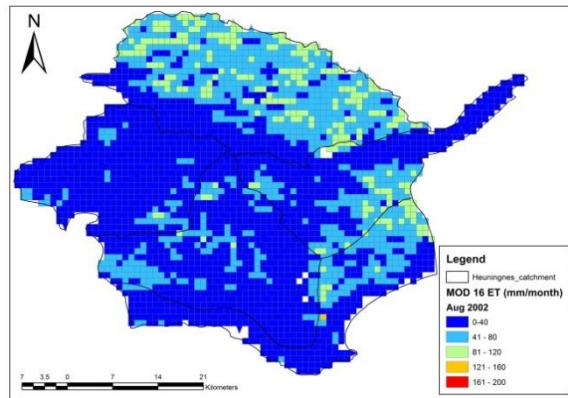 N
Legend
Heuningnes_catchment
MOD 16 ET (mm/month)
Aug 2002
0-40
41 - 80
81 - 120
121 - 160
161 - 200
7 3.5 0 7 14 21
Kilometers